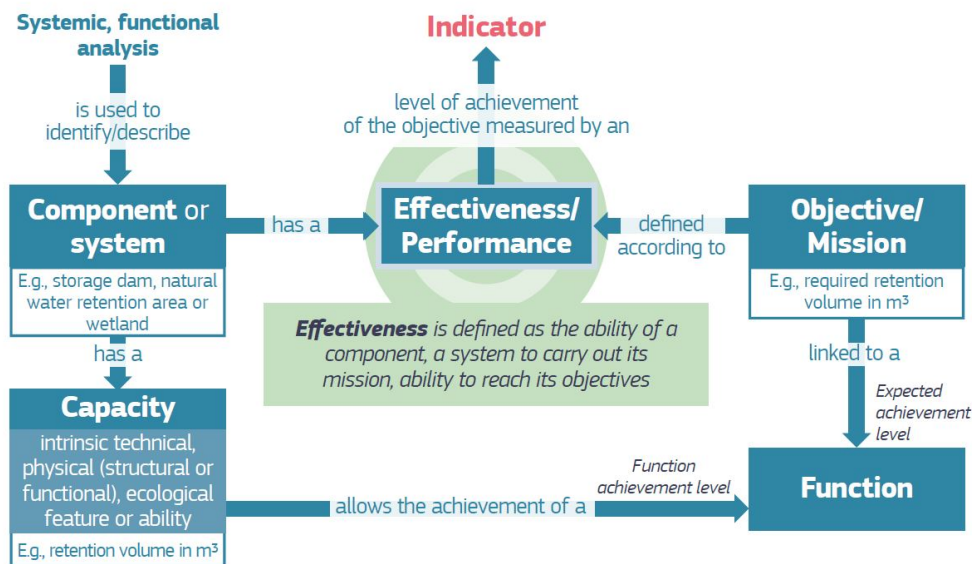 Systemic, functional
analysis
Indicator
is used to
identify/describe
level of achievement
of the objective measured by an
Component or
system
E.g., storage dam, natural
water retention area or
wetland
has a
Effectiveness/
Performance
defined
according to
Objective/
Mission
E.g., required retention
volume in m³
Effectiveness is defined as the ability of a
component, a system to carry out its
mission, ability to reach its objectives
has a
linked to a
Capacity
intrinsic technical,
physical (structural or
functional), ecological
feature or ability
E.g., retention volume in m³
allows the achievement of a
Function
achievement level
Expected
achievement
level
Function